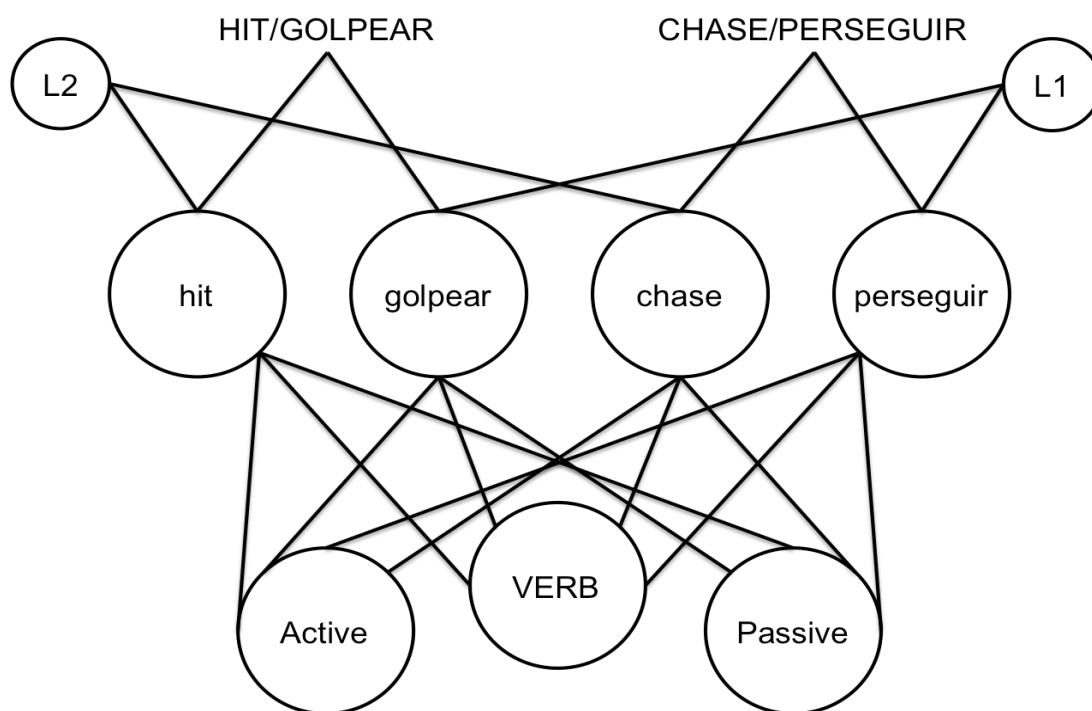 HIT/GOLPEAR
CHASE/PERSEGUIR
L2
L1
hit
golpear
chase
perseguir
Active
VERB
Passive